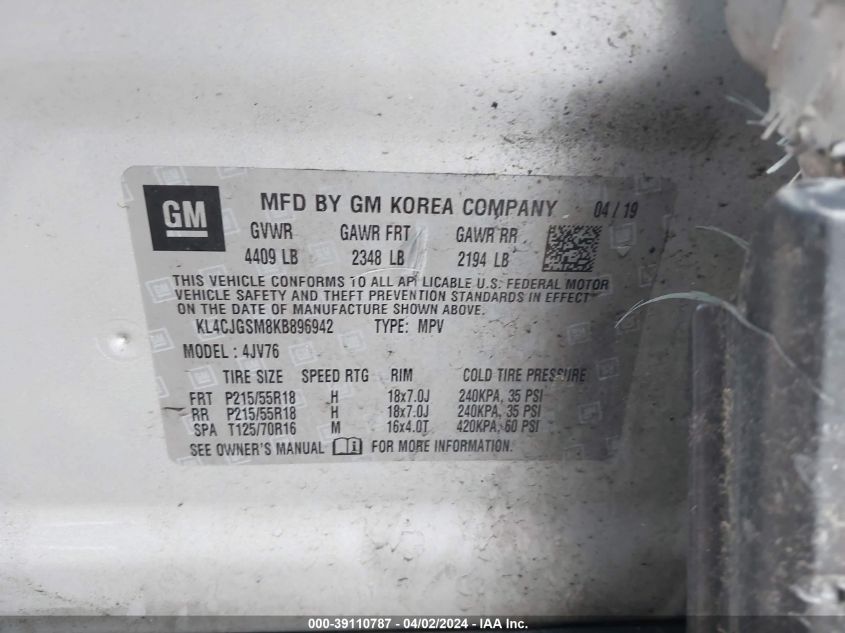 GM MFD BY GM KOREA COMPANY 04 / 19
GVWR GAWR FRT GAWR RR
4409 LB 2348 LB 2194 LB
THIS VEHICLE CONFORMS TO ALL APPLICABLE U.S. FEDERAL MOTOR
VEHICLE SAFETY AND THEFT PREVENTION STANDARDS IN EFFECT
ON THE DATE OF MANUFACTURE SHOWN ABOVE.
KL4CJGSM8KB896942 TYPE: MPV
MODEL : 4JV76
TIRE SIZE SPEED RTG RIM COLD TIRE PRESSURE
FRT P215/55R18 H 18x7.0J 240KPA, 35 PSI
RR P215/55R18 H 18x7.0J 240KPA, 35 PSI
SPA T125/70R16 M 16x4.0T 420KPA, 60 PSI
SEE OWNER'S MANUAL FOR MORE INFORMATION.
000-39110787 - 04/02/2024 - IAAI Inc.